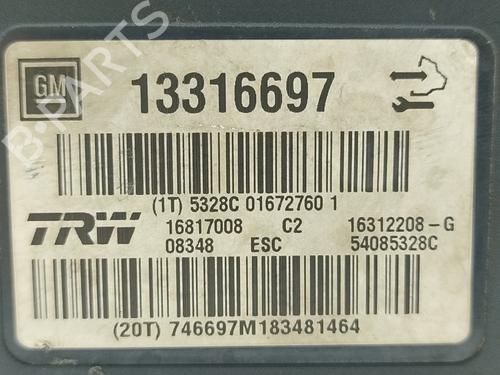 GM 13316697
(1T) 5328C 01672760 1
TRW 16817008 C2 16312208-G
08348 ESC 54085328C
(20T) 746697M183481464
B-PARTS